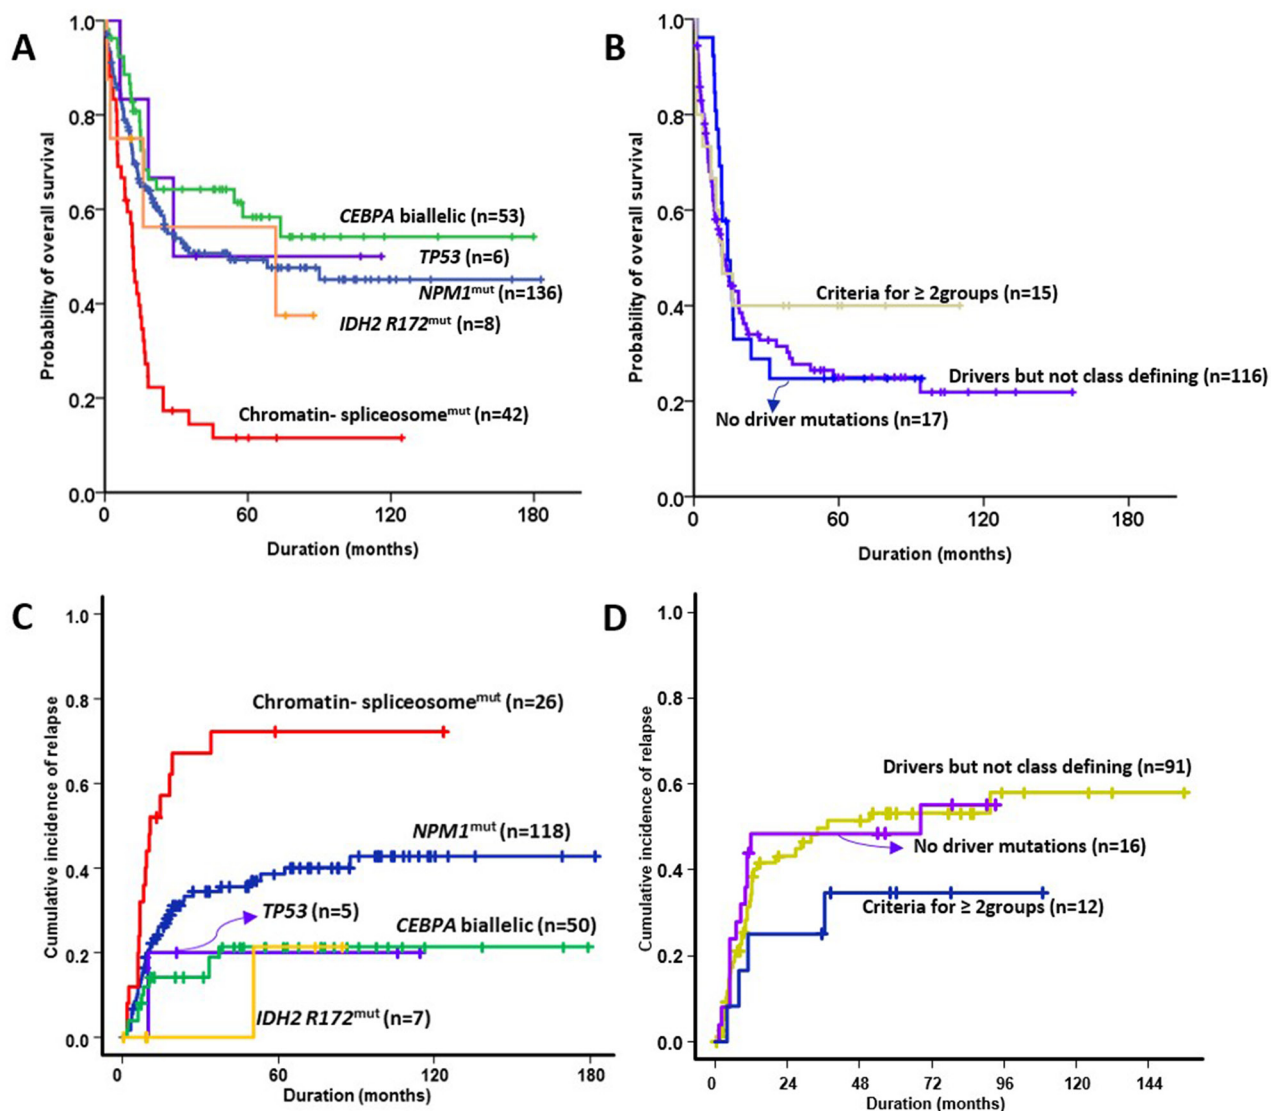 A
Probability of overall survival
1.0
0.8
0.6
0.4
0.2
0.0
CEBPA biallelic (n=53)
TP53 (n=6)
NPM1mut (n=136)
IDH2 R172mut (n=8)
Chromatin- spliceosomemut (n=42)
0 60 120 180
Duration (months)
B
Probability of overall survival
1.0
0.8
0.6
0.4
0.2
0.0
Criteria for ≥ 2groups (n=15)
Drivers but not class defining (n=116)
No driver mutations (n=17)
0 60 120 180
Duration (months)
C
Cumulative incidence of relapse
1.0
0.8
0.6
0.4
0.2
0.0
Chromatin- spliceosomemut (n=26)
NPM1mut (n=118)
TP53 (n=5)
CEBPA biallelic (n=50)
IDH2 R172mut (n=7)
0 60 120 180
Duration (months)
D
Cumulative incidence of relapse
1.0
0.8
0.6
0.4
0.2
0.0
Drivers but not class defining (n=91)
No driver mutations (n=16)
Criteria for ≥ 2groups (n=12)
0 24 48 72 96 120 144
Duration (months)